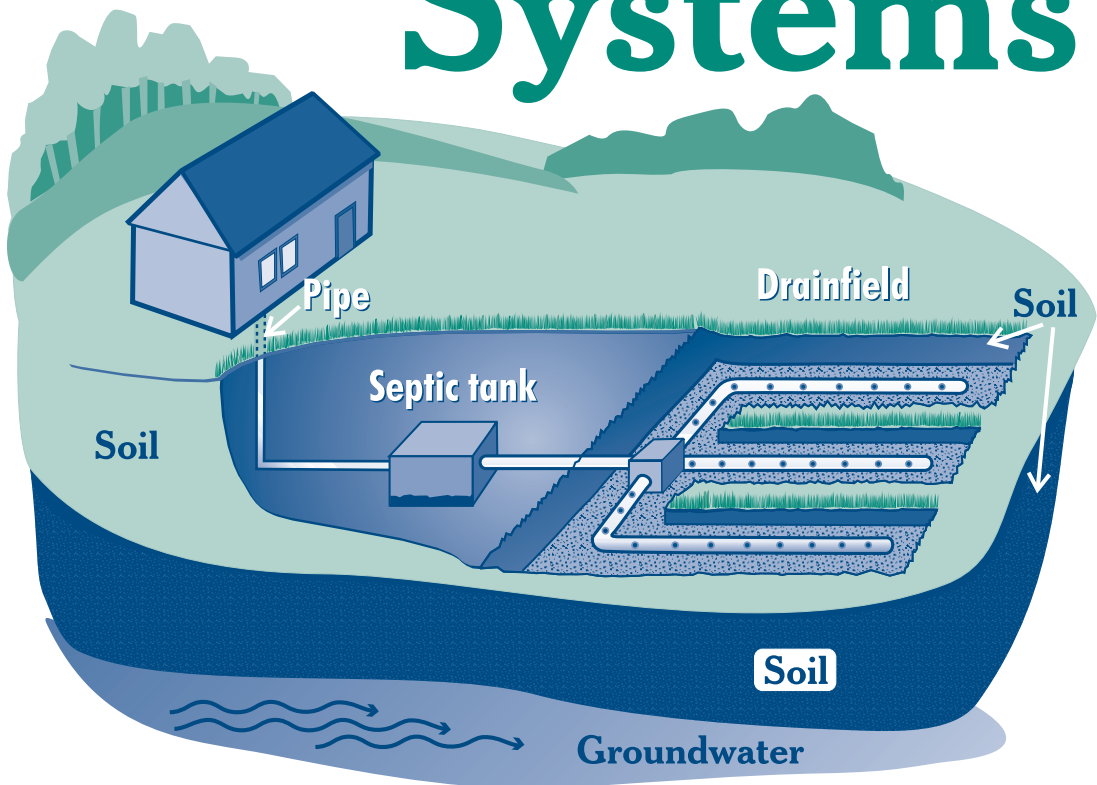 Systems
Pipe
Drainfield
Soil
Septic tank
Soil
Soil
Groundwater